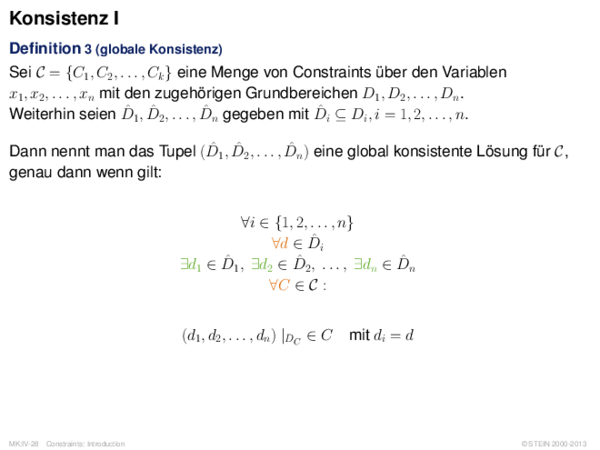 Konsistenz I
Definition 3 (globale Konsistenz)
Sei 𝒞 = {C₁, C₂, . . . , Cₖ} eine Menge von Constraints über den Variablen
x₁, x₂, . . . , xₙ mit den zugehörigen Grundbereichen D₁, D₂, . . . , Dₙ.
Weiterhin seien D̂₁, D̂₂, . . . , D̂ₙ gegeben mit D̂ᵢ ⊆ Dᵢ, i = 1, 2, . . . , n.
Dann nennt man das Tupel (D̂₁, D̂₂, . . . , D̂ₙ) eine global konsistente Lösung für 𝒞,
genau dann wenn gilt:
∀i ∈ {1, 2, . . . , n}
∀d ∈ D̂ᵢ
∃d₁ ∈ D̂₁, ∃d₂ ∈ D̂₂, . . . , ∃dₙ ∈ D̂ₙ
∀C ∈ 𝒞 :
(d₁, d₂, . . . , dₙ) |_{D_C} ∈ C mit dᵢ = d
MK:IV-28 Constraints: Introduction © STEIN 2000-2013